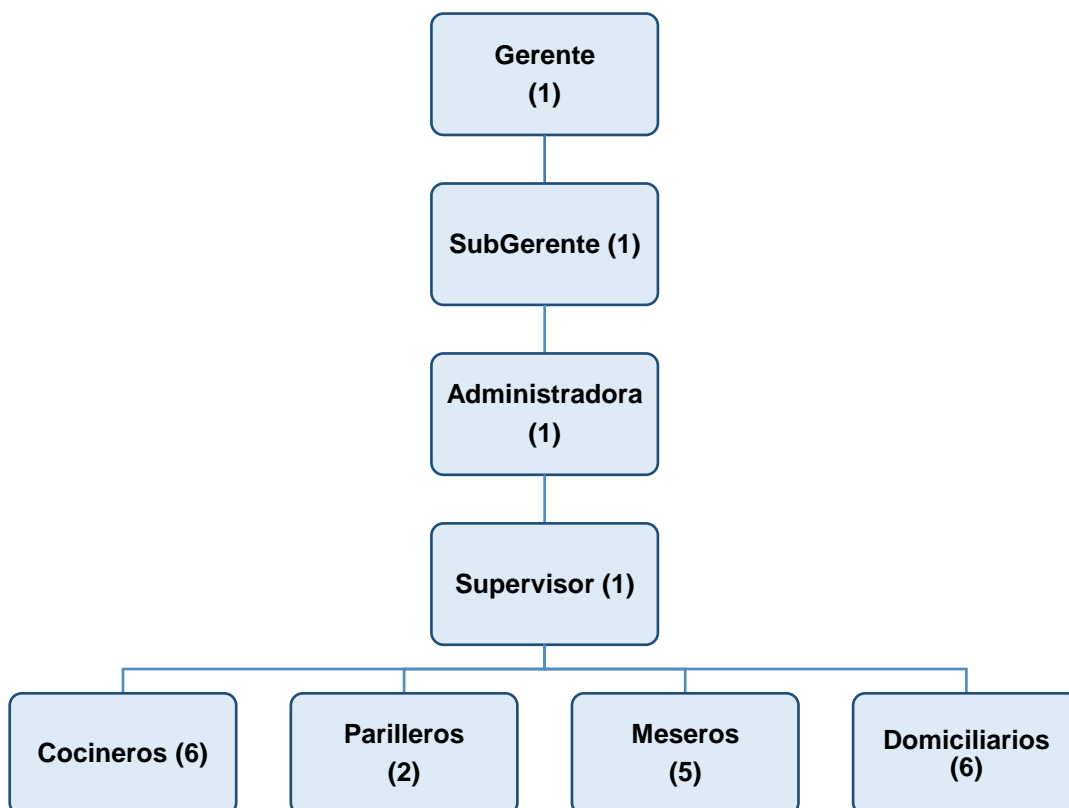 Gerente
(1)
SubGerente (1)
Administradora
(1)
Supervisor (1)
Cocineros (6)
Parilleros
(2)
Meseros
(5)
Domiciliarios
(6)